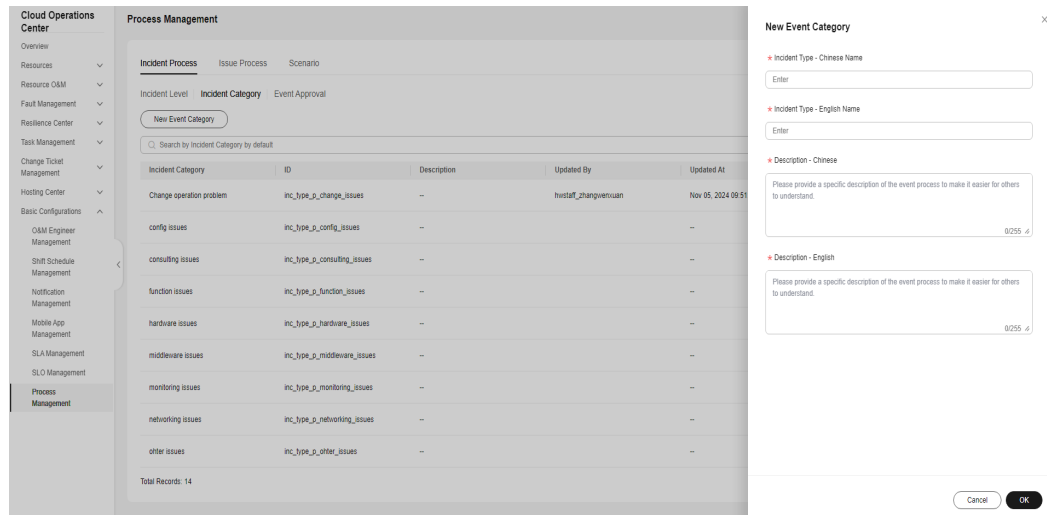 Cloud Operations
Center
Overview
Resources
Resource O&M
Fault Management
Resilience Center
Task Management
Change Ticket
Management
Hosting Center
Basic Configurations
O&M Engineer
Management
Shift Schedule
Management
Notification
Management
Mobile App
Management
SLA Management
SLO Management
Process
Management
Process Management
Incident Process Issue Process Scenario
Incident Level Incident Category Event Approval
New Event Category
Search by Incident Category by default
Incident Category ID Description Updated By Updated At
Change operation problem inc_type_p_change_issues -- hwstaff_zhangwenxuan Nov 05, 2024 09:51
config issues inc_type_p_config_issues -- --
consulting issues inc_type_p_consulting_issues -- --
function issues inc_type_p_function_issues -- --
hardware issues inc_type_p_hardware_issues -- --
middleware issues inc_type_p_middleware_issues -- --
monitoring issues inc_type_p_monitoring_issues -- --
networking issues inc_type_p_networking_issues -- --
ohter issues inc_type_p_ohter_issues -- --
Total Records: 14
New Event Category
* Incident Type - Chinese Name
Enter
* Incident Type - English Name
Enter
* Description - Chinese
Please provide a specific description of the event process to make it easier for others
to understand.
0/255
* Description - English
Please provide a specific description of the event process to make it easier for others
to understand.
0/255
Cancel OK